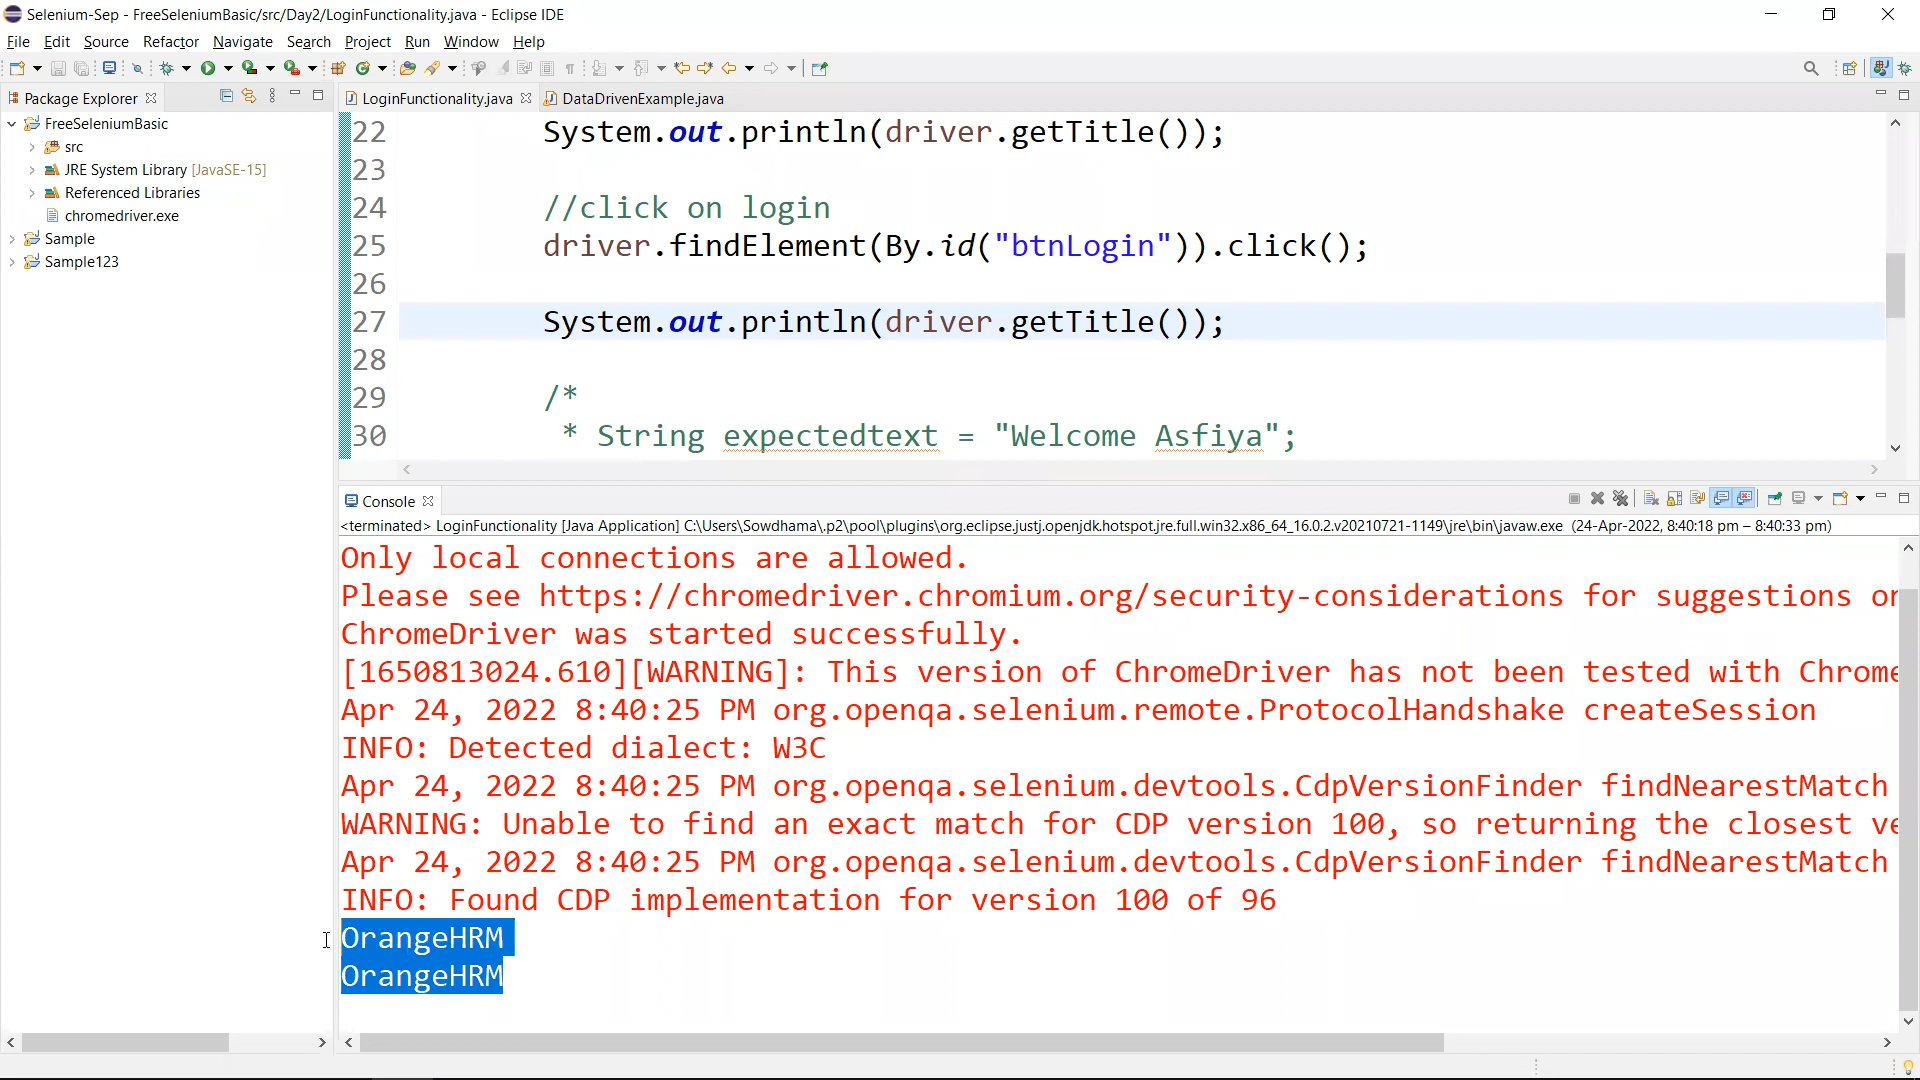 Selenium-Sep - FreeSeleniumBasic/src/Day2/LoginFunctionality.java - Eclipse IDE
File Edit Source Refactor Navigate Search Project Run Window Help
Package Explorer
FreeSeleniumBasic
src
JRE System Library [JavaSE-15]
Referenced Libraries
chromedriver.exe
Sample
Sample123
LoginFunctionality.java DataDrivenExample.java
22 System.out.println(driver.getTitle());
23
24 //click on login
25 driver.findElement(By.id("btnLogin")).click();
26
27 System.out.println(driver.getTitle());
28
29 /*
30 * String expectedtext = "Welcome Asfiya";
Console
<terminated> LoginFunctionality [Java Application] C:\Users\Sowdhama\.p2\pool\plugins\org.eclipse.justj.openjdk.hotspot.jre.full.win32.x86_64_16.0.2.v20210721-1149\jre\bin\javaw.exe (24-Apr-2022, 8:40:18 pm – 8:40:33 pm)
Only local connections are allowed.
Please see https://chromedriver.chromium.org/security-considerations for suggestions or
ChromeDriver was started successfully.
[1650813024.610][WARNING]: This version of ChromeDriver has not been tested with Chrome
Apr 24, 2022 8:40:25 PM org.openqa.selenium.remote.ProtocolHandshake createSession
INFO: Detected dialect: W3C
Apr 24, 2022 8:40:25 PM org.openqa.selenium.devtools.CdpVersionFinder findNearestMatch
WARNING: Unable to find an exact match for CDP version 100, so returning the closest ve
Apr 24, 2022 8:40:25 PM org.openqa.selenium.devtools.CdpVersionFinder findNearestMatch
INFO: Found CDP implementation for version 100 of 96
OrangeHRM
OrangeHRM